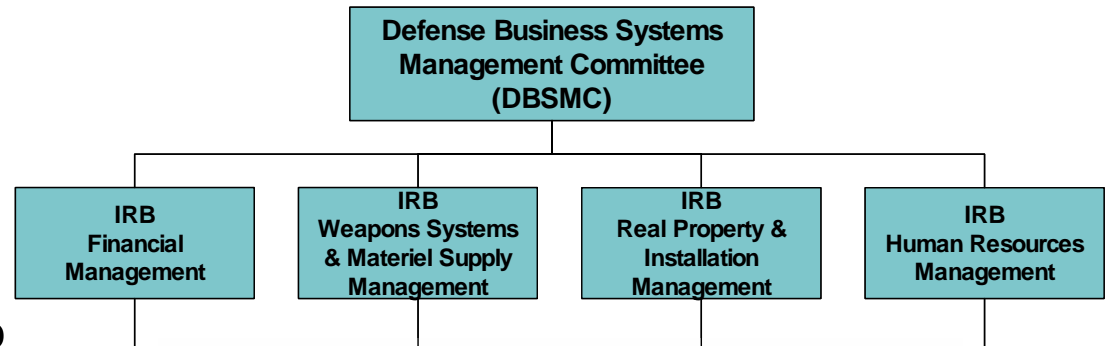 Defense Business Systems
Management Committee
(DBSMC)
IRB
Financial
Management
IRB
Weapons Systems
& Materiel Supply
Management
IRB
Real Property &
Installation
Management
IRB
Human Resources
Management